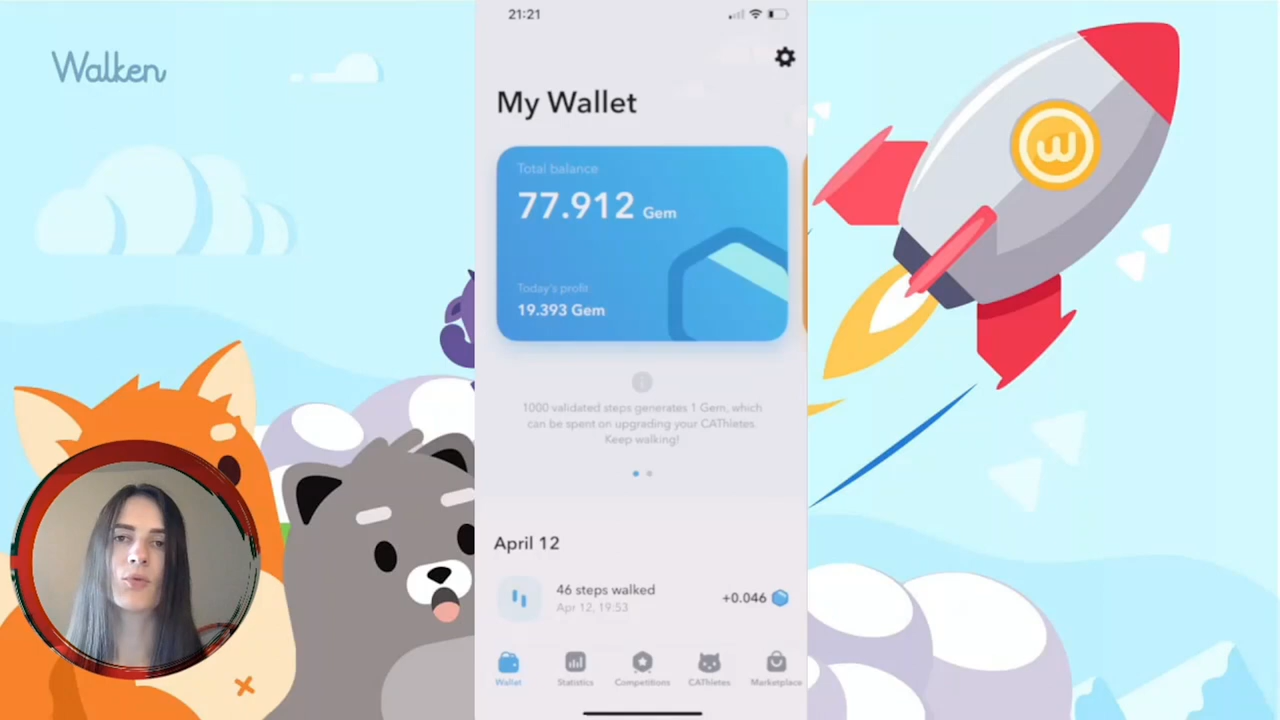 Walken
21:21
My Wallet
Total balance
77.912 Gem
Today's profit
19.393 Gem
1000 validated steps generates 1 Gem, which
can be spent on upgrading your CAThletes.
Keep walking!
April 12
46 steps walked
+0.046
Apr 12, 19:53
Wallet
Statistics
Competitions
CAThletes
Marketplace
W